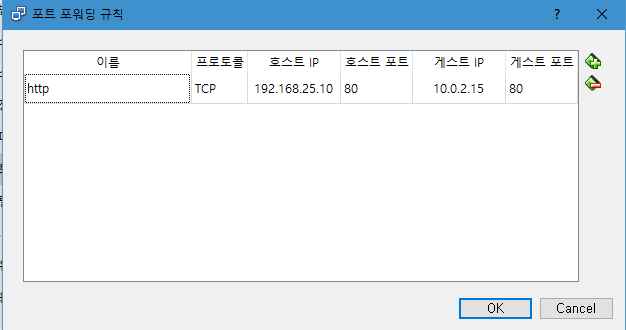 포트 포워딩 규칙
이름 프로토콜 호스트 IP 호스트 포트 게스트 IP 게스트 포트
http TCP 192.168.25.10 80 10.0.2.15 80
OK Cancel